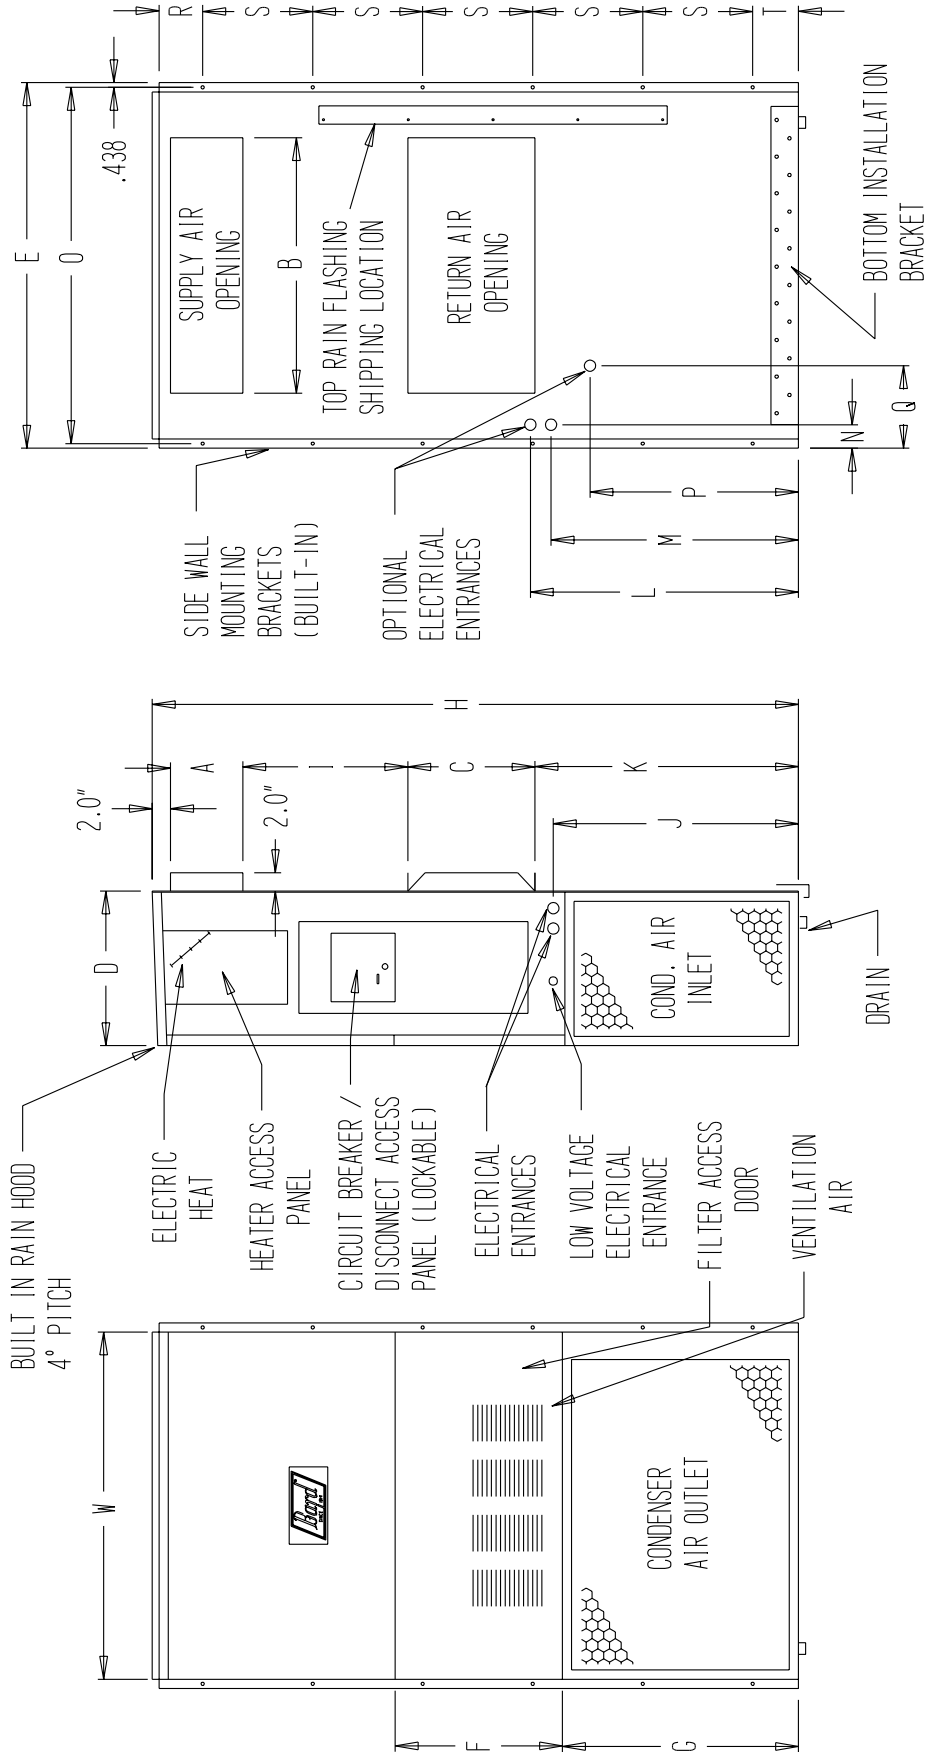 W
F
G
CONDENSER
AIR OUTLET
Bard
FILTER ACCESS
DOOR
VENTILATION
AIR
BUILT IN RAIN HOOD
4° PITCH
ELECTRIC
HEAT
HEATER ACCESS
PANEL
CIRCUIT BREAKER /
DISCONNECT ACCESS
PANEL (LOCKABLE)
ELECTRICAL
ENTRANCES
LOW VOLTAGE
ELECTRICAL
ENTRANCE
D
2.0"
A
I
2.0"
C
K
J
H
COND. AIR
INLET
DRAIN
SIDE WALL
MOUNTING
BRACKETS
(BUILT-IN)
OPTIONAL
ELECTRICAL
ENTRANCES
L
M
P
N
Q
E
O
.438
SUPPLY AIR
OPENING
B
TOP RAIN FLASHING
SHIPPING LOCATION
RETURN AIR
OPENING
BOTTOM INSTALLATION
BRACKET
R
S
S
S
S
S
T